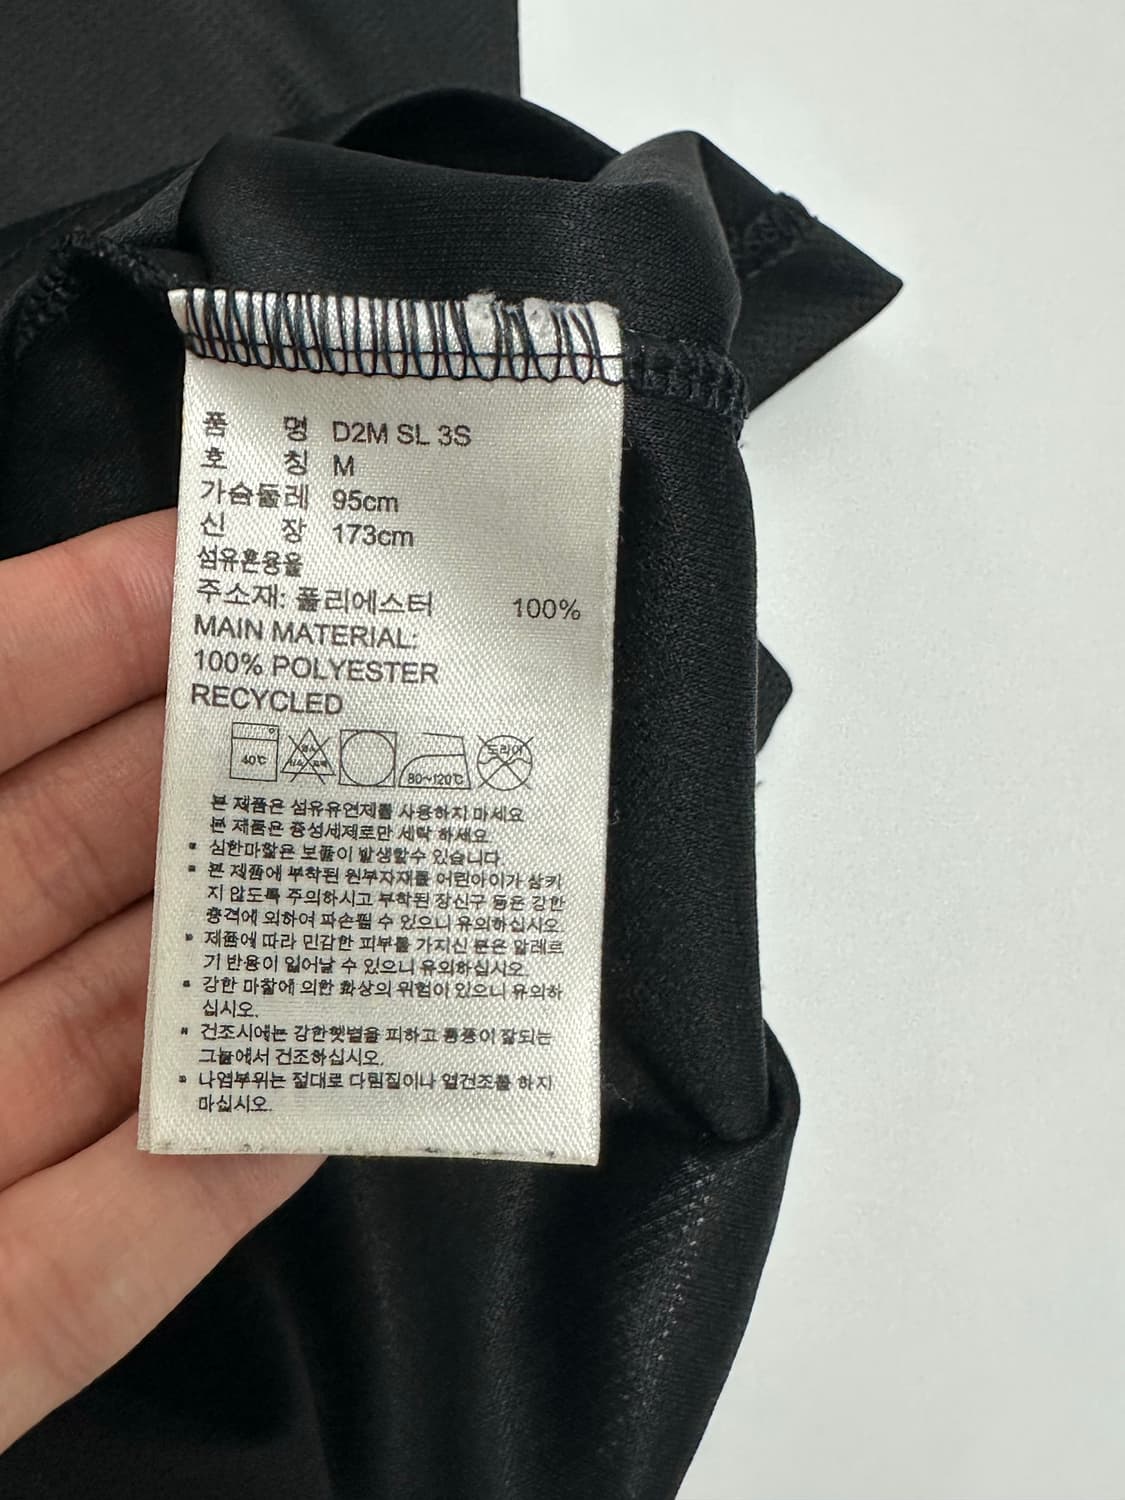 품 명 D2M SL 3S
호 칭 M
가슴둘레 95cm
신 장 173cm
섬유혼용율
주소재: 폴리에스터 100%
MAIN MATERIAL:
100% POLYESTER
RECYCLED
40℃ 80~120℃ 드라이
본 제품은 섬유유연제를 사용하지 마세요
본 제품은 중성세제로만 세탁 하세요.
심한마찰은 보풀이 발생할수 있습니다.
본 제품에 부착된 원부자재를 어린아이가 삼키
지 않도록 주의하시고 부착된 장신구 등은 강한
충격에 의하여 파손될 수 있으니 유의하십시오.
제품에 따라 민감한 피부를 가지신 분은 알레르
기 반응이 일어날 수 있으니 유의하십시오.
강한 마찰에 의한 화상의 위험이 있으니 유의하
십시오.
건조시에는 강한햇볕을 피하고 통풍이 잘되는
그늘에서 건조하십시오.
나염부위는 절대로 다림질이나 열건조를 하지
마십시오.